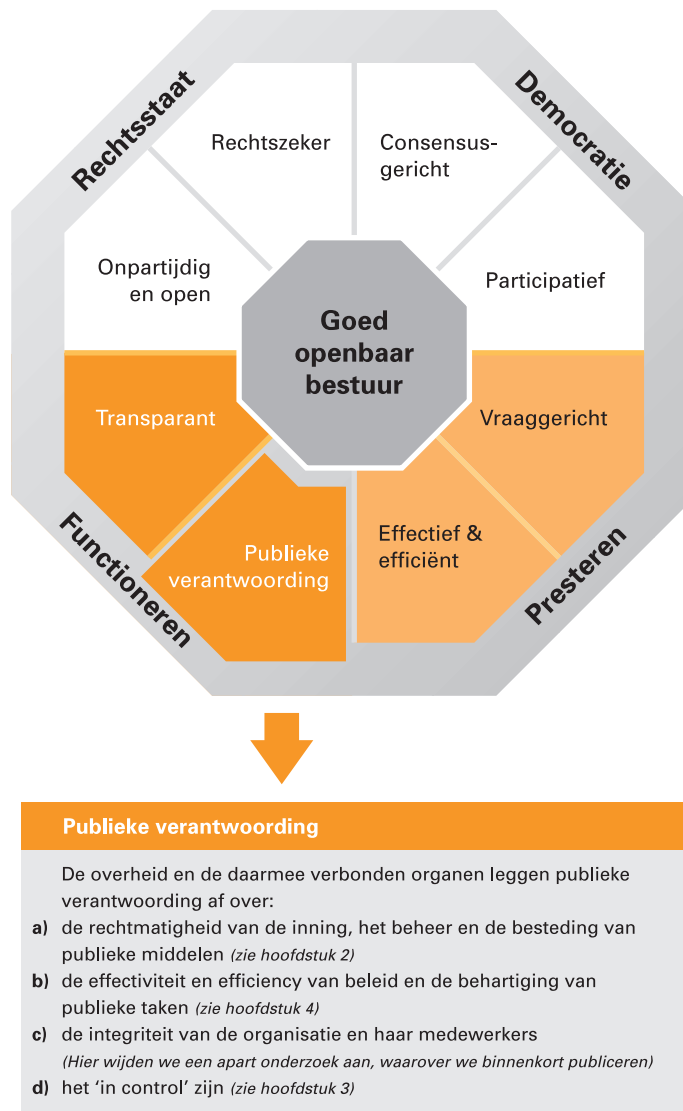 Rechtsstaat
Democratie
Rechtszeker
Consensus-
gericht
Onpartijdig
en open
Participatief
Goed
openbaar
bestuur
Transparant
Vraaggericht
Publieke
verantwoording
Effectief &
efficiënt
Functioneren
Presteren
Publieke verantwoording
De overheid en de daarmee verbonden organen leggen publieke
verantwoording af over:
a) de rechtmatigheid van de inning, het beheer en de besteding van
publieke middelen (zie hoofdstuk 2)
b) de effectiviteit en efficiency van beleid en de behartiging van
publieke taken (zie hoofdstuk 4)
c) de integriteit van de organisatie en haar medewerkers
(Hier wijden we een apart onderzoek aan, waarover we binnenkort publiceren)
d) het ‘in control’ zijn (zie hoofdstuk 3)